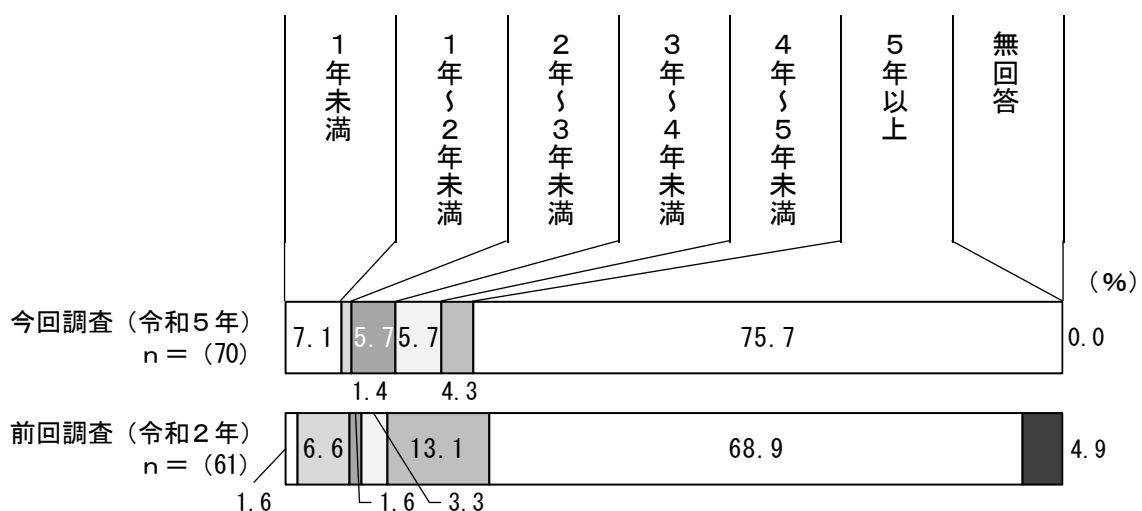 1年未満
1年～2年未満
2年～3年未満
3年～4年未満
4年～5年未満
5年以上
無回答
（％）
今回調査（令和５年）
ｎ＝（70）
7.1
5.7
5.7
75.7
0.0
1.4
4.3
前回調査（令和２年）
ｎ＝（61）
6.6
13.1
68.9
4.9
1.6
1.6
3.3